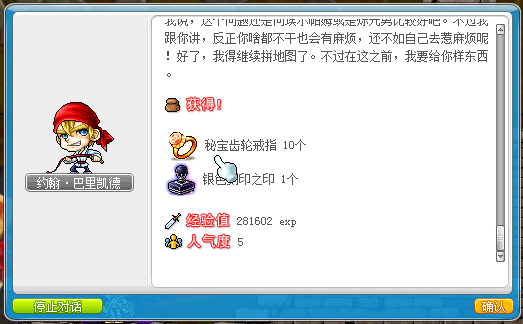 我说，这个问题还是问埃尔帕姆或是烁光男比较好吧。不过我
跟你讲，反正你啥都不干也会有麻烦，还不如自己去惹麻烦呢
！好了，我得继续拼地图了。不过在这之前，我要给你样东西
。
获得！
秘宝齿轮戒指 10个
银色刻印之印 1个
经验值 281602 exp
人气度 5
约翰·巴里凯德
停止对话
确认